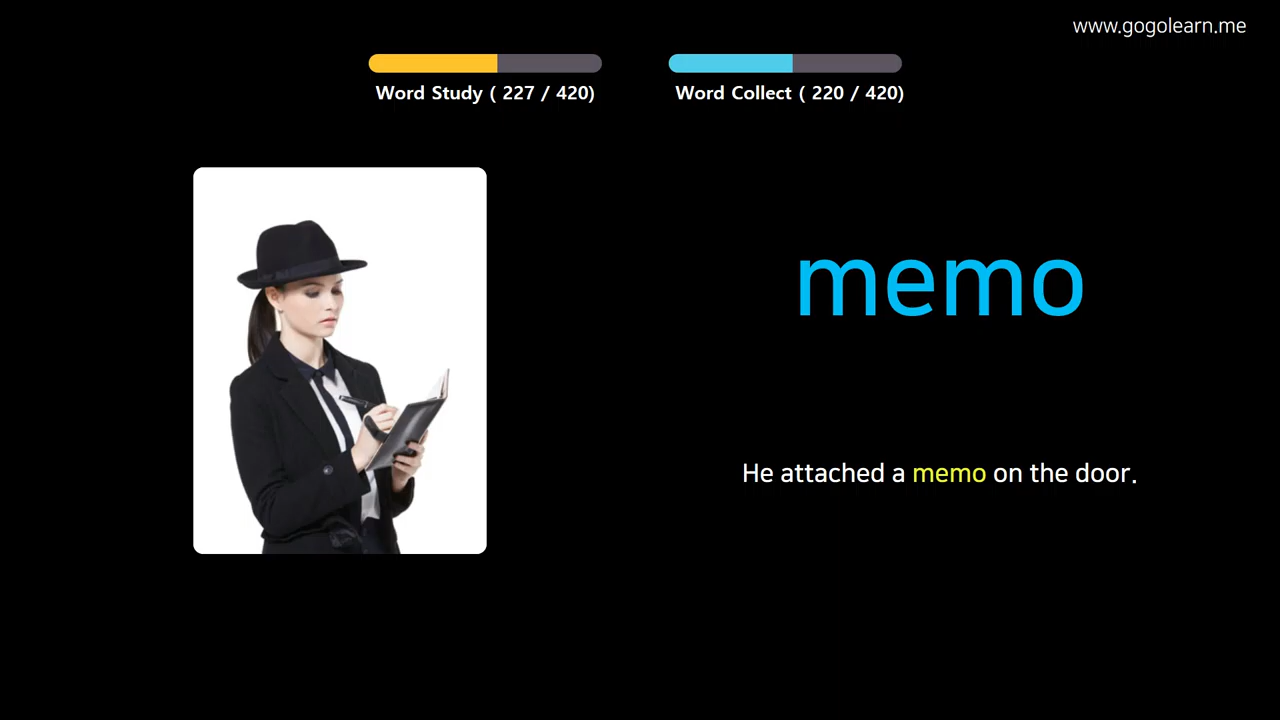 www.gogolearn.me
Word Study ( 227 / 420)
Word Collect ( 220 / 420)
memo
He attached a memo on the door.